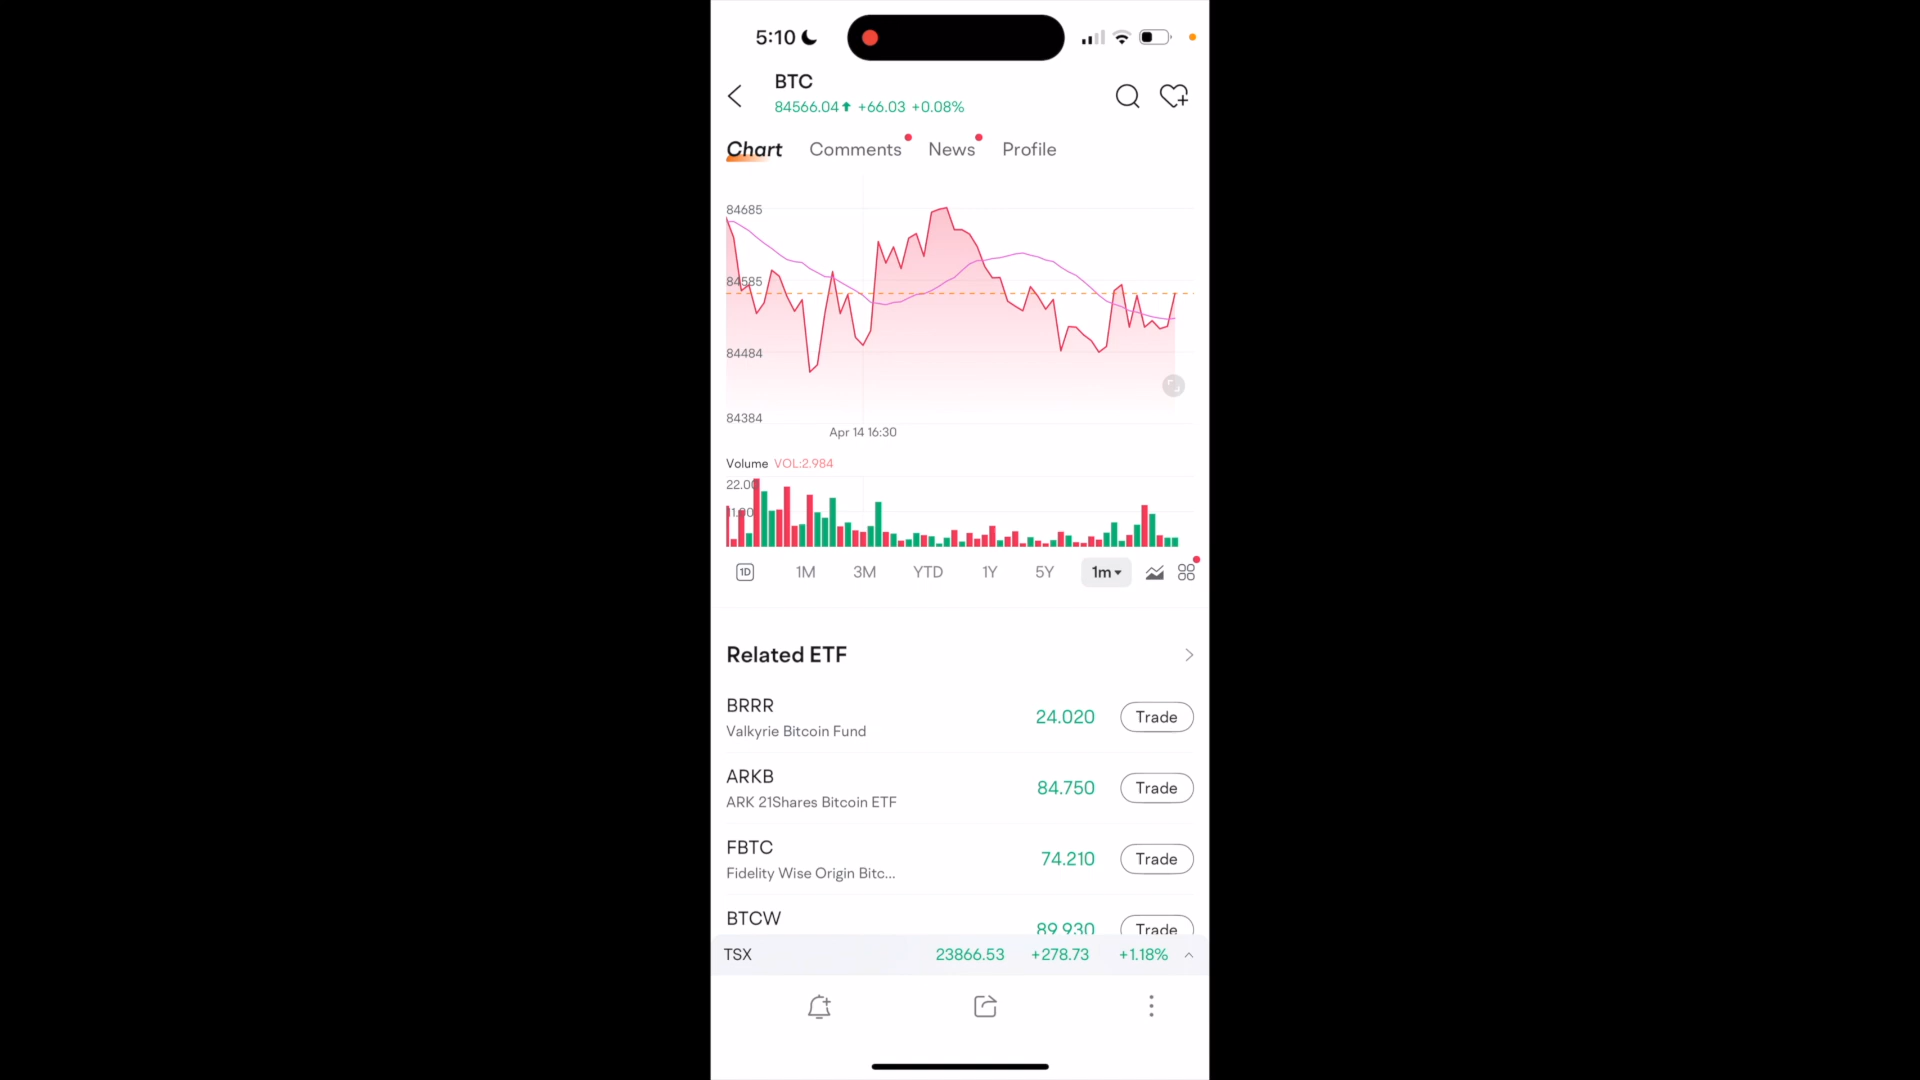 5:10
BTC
84566.04 +66.03 +0.08%
Chart Comments News Profile
84685
84585
84484
84384
Apr 14 16:30
Volume VOL:2.984
22.00
11.00
1D 1M 3M YTD 1Y 5Y 1m
Related ETF
BRRR
24.020 Trade
Valkyrie Bitcoin Fund
ARKB
84.750 Trade
ARK 21Shares Bitcoin ETF
FBTC
74.210 Trade
Fidelity Wise Origin Bitc...
BTCW
89.930 Trade
TSX 23866.53 +278.73 +1.18%